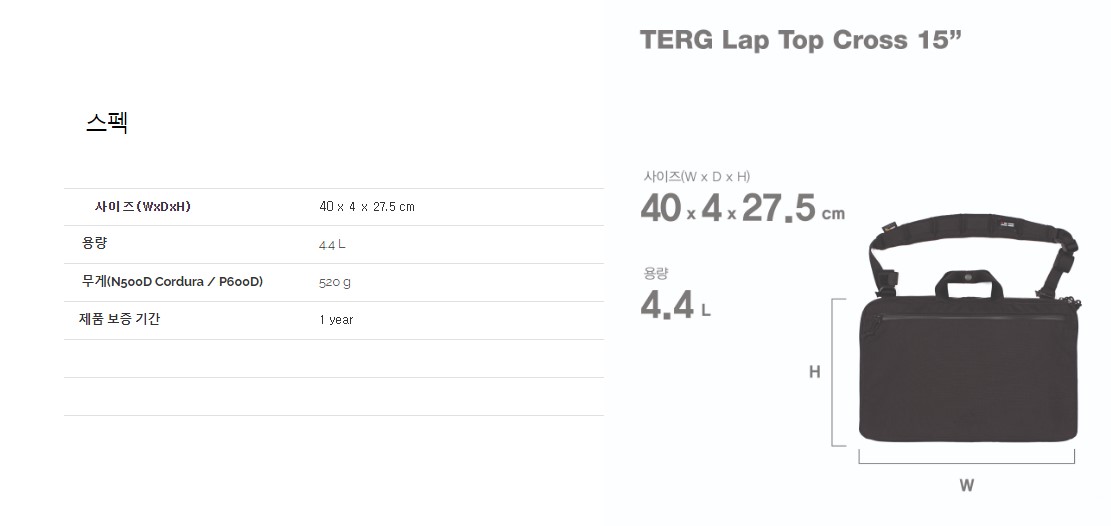 스펙
사이즈(WxDxH) 40 x 4 x 27.5 cm
용량 4.4 L
무게(N500D Cordura / P600D) 520 g
제품 보증 기간 1 year
TERG Lap Top Cross 15”
사이즈(W x D x H)
40 x 4 x 27.5 cm
용량
4.4 L
H
W